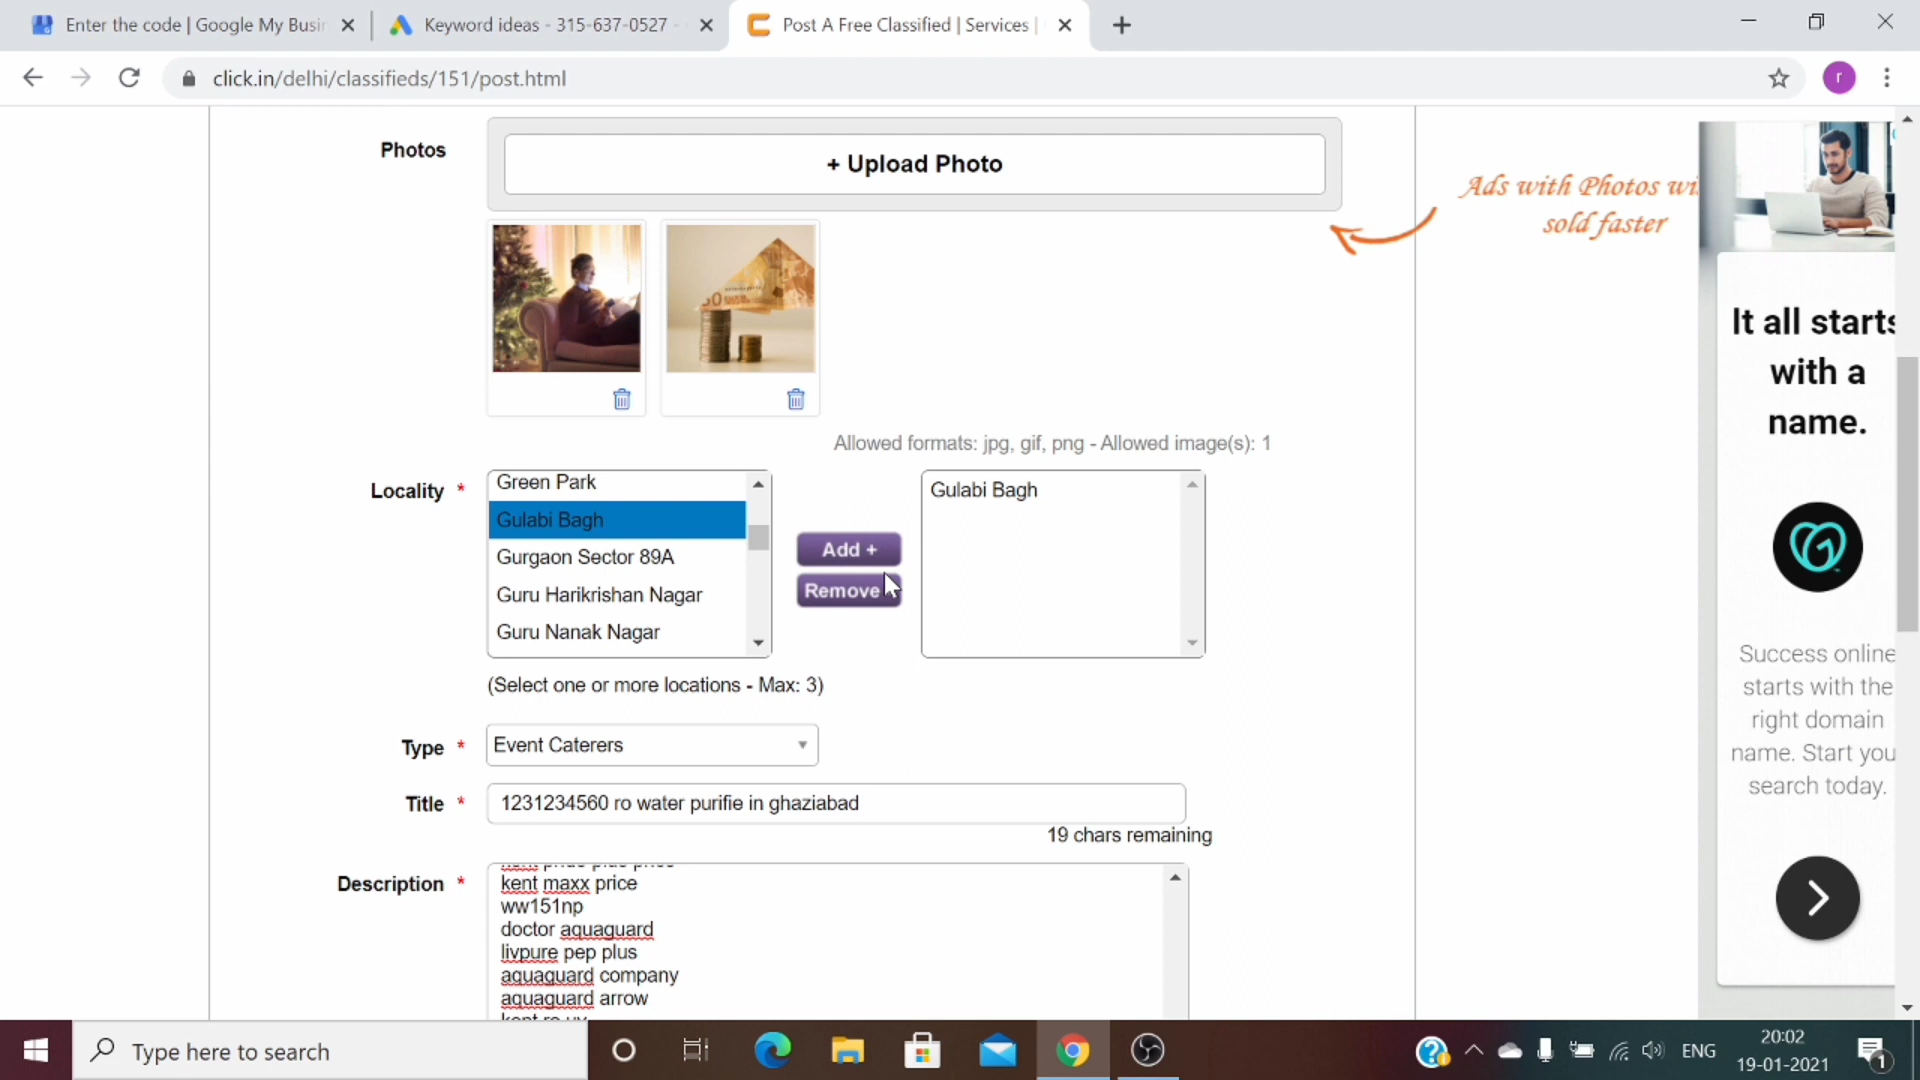 Enter the code | Google My Busin
Keyword ideas - 315-637-0527 -
Post A Free Classified | Services |
click.in/delhi/classifieds/151/post.html
r
Photos
+ Upload Photo
Ads with Photos wi
sold faster
Allowed formats: jpg, gif, png - Allowed image(s): 1
Locality *
Green Park
Gulabi Bagh
Gurgaon Sector 89A
Guru Harikrishan Nagar
Guru Nanak Nagar
Add +
Remove
Gulabi Bagh
(Select one or more locations - Max: 3)
Type *
Event Caterers
Title *
1231234560 ro water purifie in ghaziabad
19 chars remaining
Description *
kent maxx price
ww151np
doctor aquaguard
livpure pep plus
aquaguard company
aquaguard arrow
It all starts
with a
name.
Success online
starts with the
right domain
name. Start you
search today.
Type here to search
ENG
20:02
19-01-2021
1